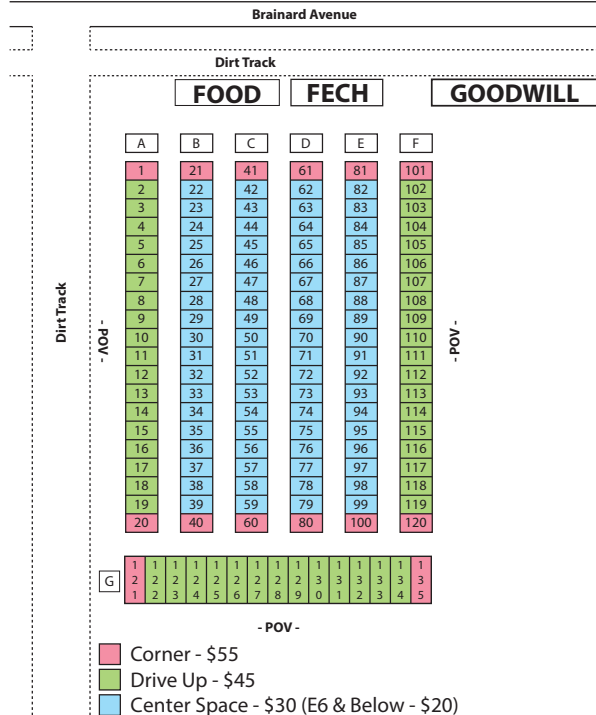 Brainard Avenue
Dirt Track
FOOD FECH GOODWILL
A B C D E F
1 21 41 61 81 101
2 22 42 62 82 102
3 23 43 63 83 103
4 24 44 64 84 104
5 25 45 65 85 105
6 26 46 66 86 106
7 27 47 67 87 107
8 28 48 68 88 108
9 29 49 69 89 109
10 30 50 70 90 110
11 31 51 71 91 111
12 32 52 72 92 112
13 33 53 73 93 113
14 34 54 74 94 114
15 35 55 75 95 115
16 36 56 76 96 116
17 37 57 77 97 117
18 38 58 78 98 118
19 39 59 79 99 119
20 40 60 80 100 120
Dirt Track
- POV -
- POV -
G 121 122 123 124 125 126 127 128 129 130 131 132 133 134 135
- POV -
Corner - $55
Drive Up - $45
Center Space - $30 (E6 & Below - $20)